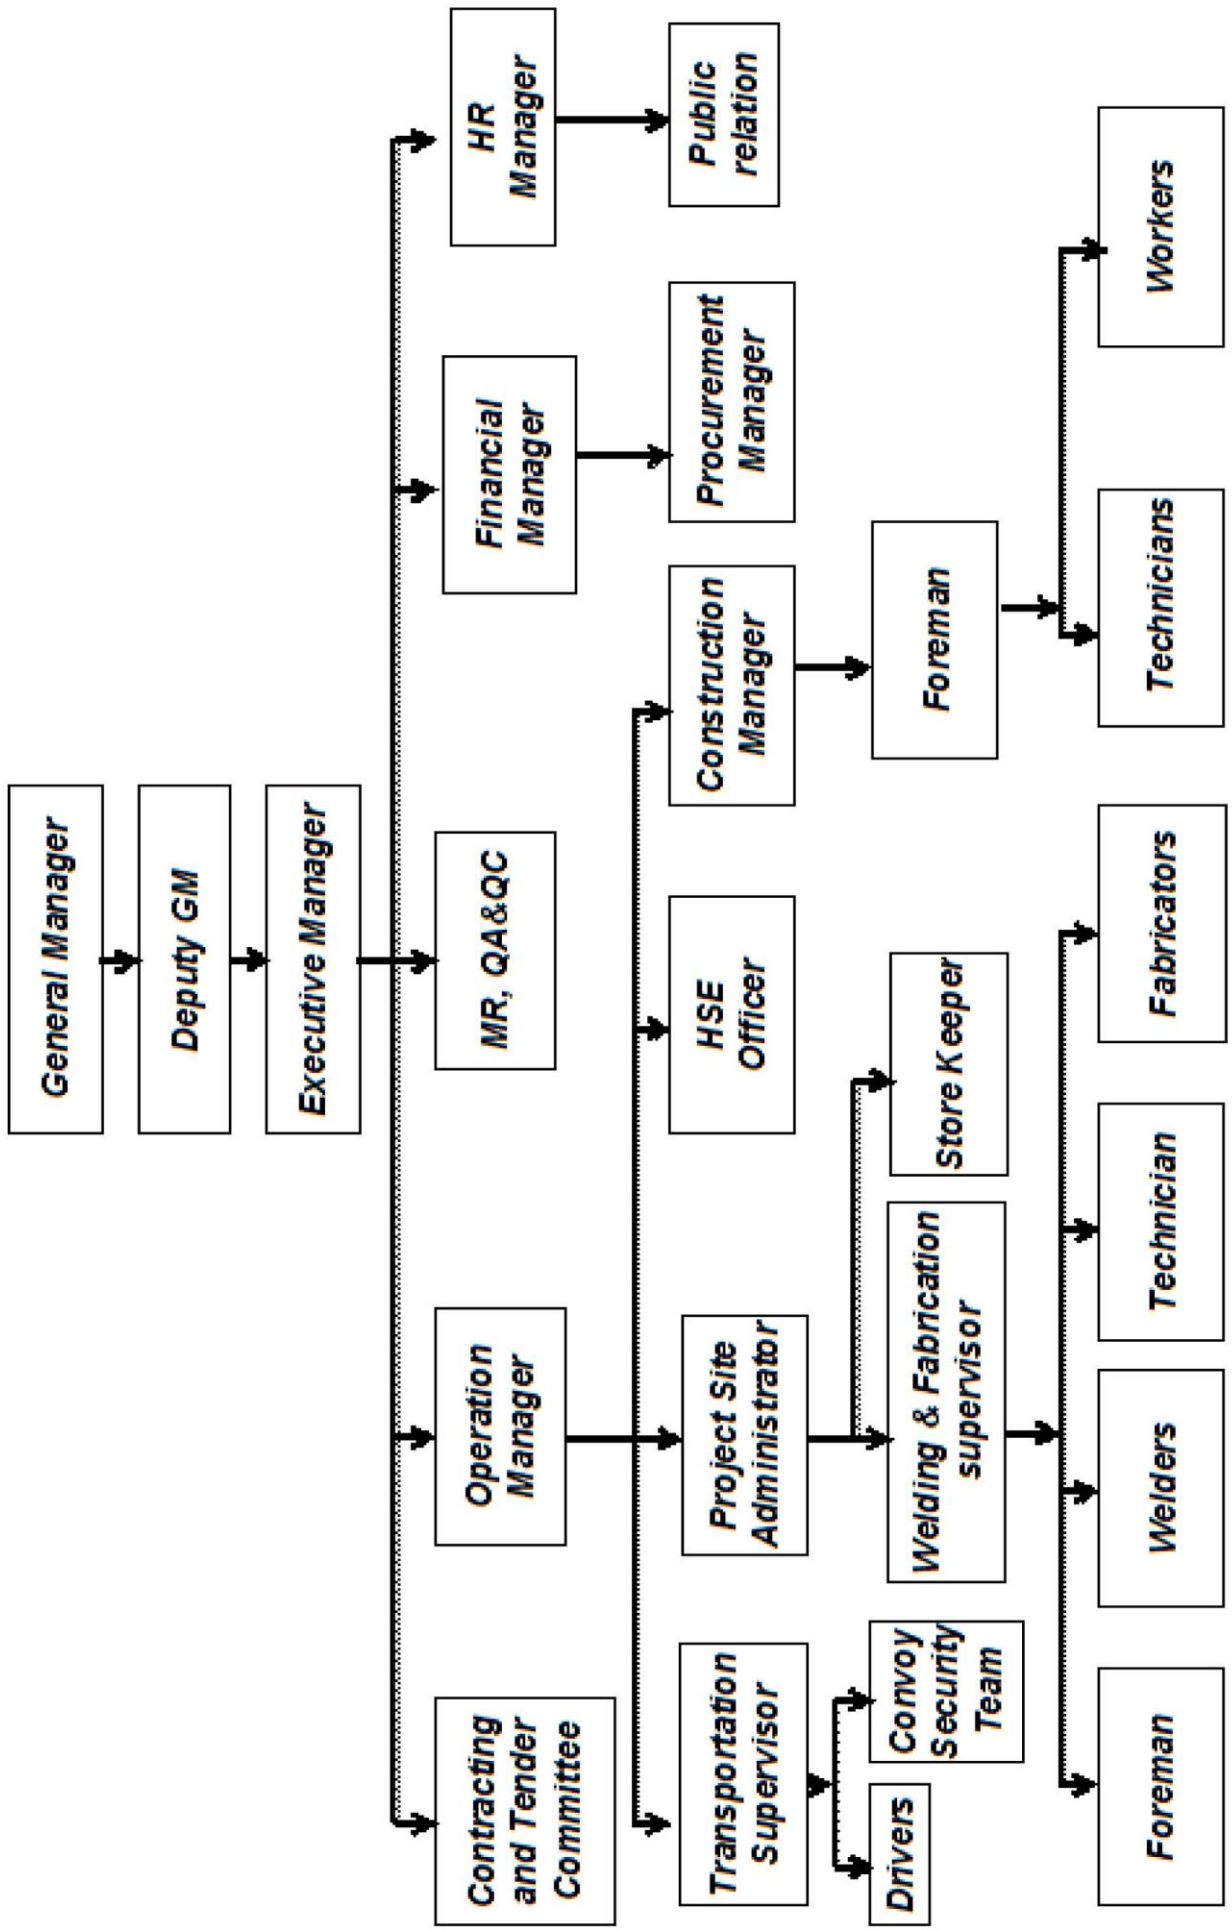 General Manager
Deputy GM
Executive Manager
Contracting
and Tender
Committee
Operation
Manager
MR, QA&QC
Financial
Manager
HR
Manager
Transportation
Supervisor
Project Site
Administrator
HSE
Officer
Construction
Manager
Procurement
Manager
Public
relation
Drivers
Convoy
Security
Team
Welding & Fabrication
supervisor
Store Keeper
Foreman
Foreman
Welders
Technician
Fabricators
Technicians
Workers